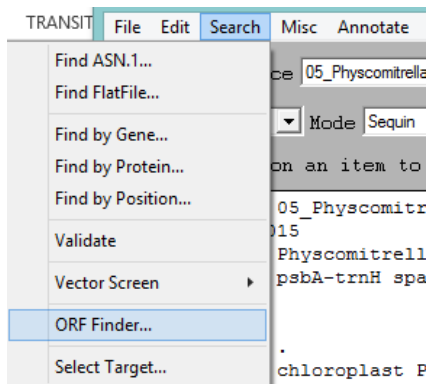 TRANSIT File Edit Search Misc Annotate
Find ASN.1...
ce 05_Physcomitrella
Find FlatFile...
Mode Sequin
Find by Gene...
Find by Protein...
on an item to
Find by Position...
05_Physcomitr
015
Validate
Physcomitrell
Vector Screen
psbA-trnH spa
ORF Finder...
.
Select Target...
chloroplast P